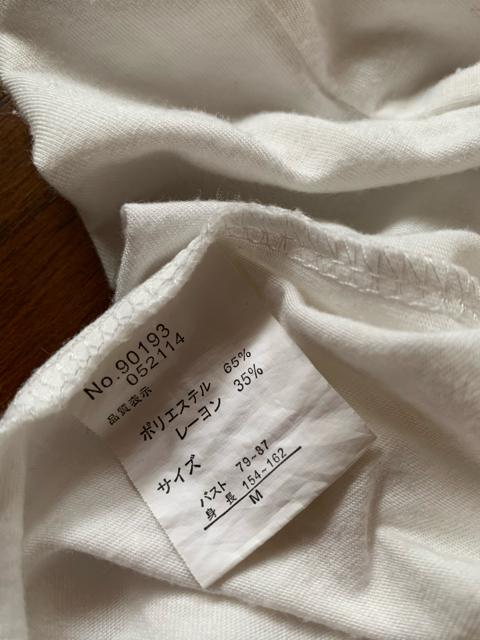 No.90193
052114
品質表示
ポリエステル 65%
レーヨン 35%
サイズ
バスト 79~87
身長 154~162
M